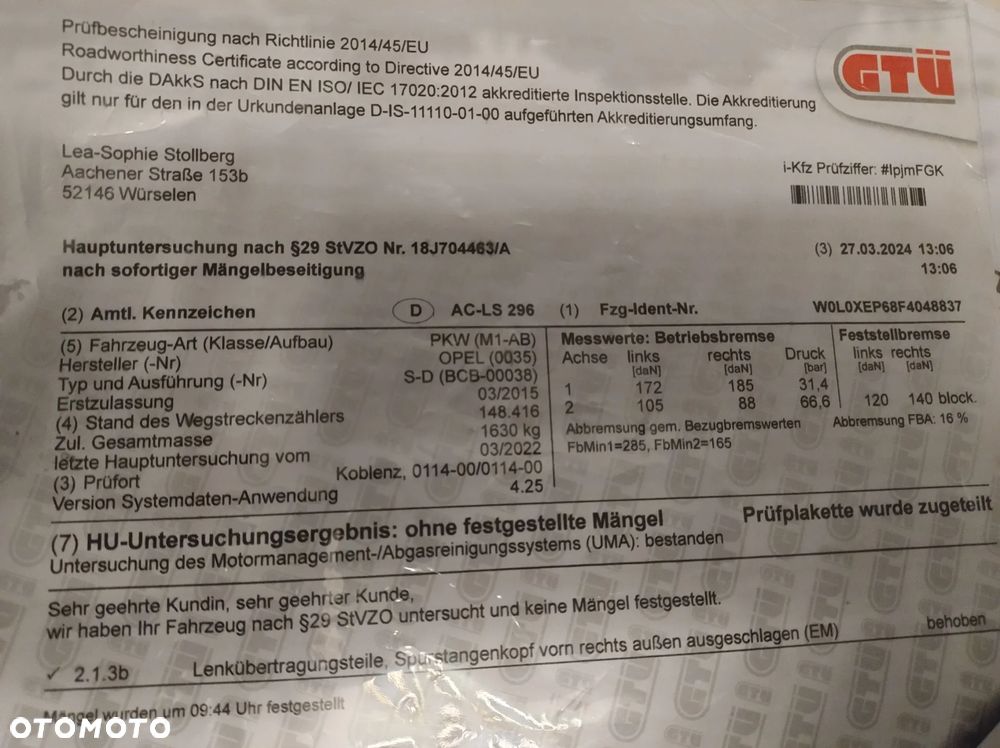 Prüfbescheinigung nach Richtlinie 2014/45/EU
Roadworthiness Certificate according to Directive 2014/45/EU
Durch die DAkkS nach DIN EN ISO/ IEC 17020:2012 akkreditierte Inspektionsstelle. Die Akkreditierung
gilt nur für den in der Urkundenanlage D-IS-11110-01-00 aufgeführten Akkreditierungsumfang.
GTÜ
Lea-Sophie Stollberg
Aachener Straße 153b
52146 Würselen
i-Kfz Prüfziffer: #IpjmFGK
Hauptuntersuchung nach §29 StVZO Nr. 18J704463/A
nach sofortiger Mängelbeseitigung
(3) 27.03.2024 13:06
13:06
(2) Amtl. Kennzeichen D AC-LS 296 (1) Fzg-Ident-Nr. W0L0XEP68F4048837
(5) Fahrzeug-Art (Klasse/Aufbau) PKW (M1-AB)
Hersteller (-Nr) OPEL (0035)
Typ und Ausführung (-Nr) S-D (BCB-00038)
Erstzulassung 03/2015
(4) Stand des Wegstreckenzählers 148.416
Zul. Gesamtmasse 1630 kg
letzte Hauptuntersuchung vom 03/2022
(3) Prüfort Koblenz, 0114-00/0114-00
Version Systemdaten-Anwendung 4.25
Messwerte: Betriebsbremse Feststellbremse
Achse links rechts Druck links rechts
[daN] [daN] [bar] [daN] [daN]
1 172 185 31,4
2 105 88 66,6 120 140 block.
Abbremsung gem. Bezugbremswerten Abbremsung FBA: 16 %
FbMin1=285, FbMin2=165
(7) HU-Untersuchungsergebnis: ohne festgestellte Mängel Prüfplakette wurde zugeteilt
Untersuchung des Motormanagement-/Abgasreinigungssystems (UMA): bestanden
Sehr geehrte Kundin, sehr geehrter Kunde,
wir haben Ihr Fahrzeug nach §29 StVZO untersucht und keine Mängel festgestellt.
✓ 2.1.3b Lenkübertragungsteile, Spurstangenkopf vorn rechts außen ausgeschlagen (EM) behoben
Mängel wurden um 09:44 Uhr festgestellt
OTOMOTO